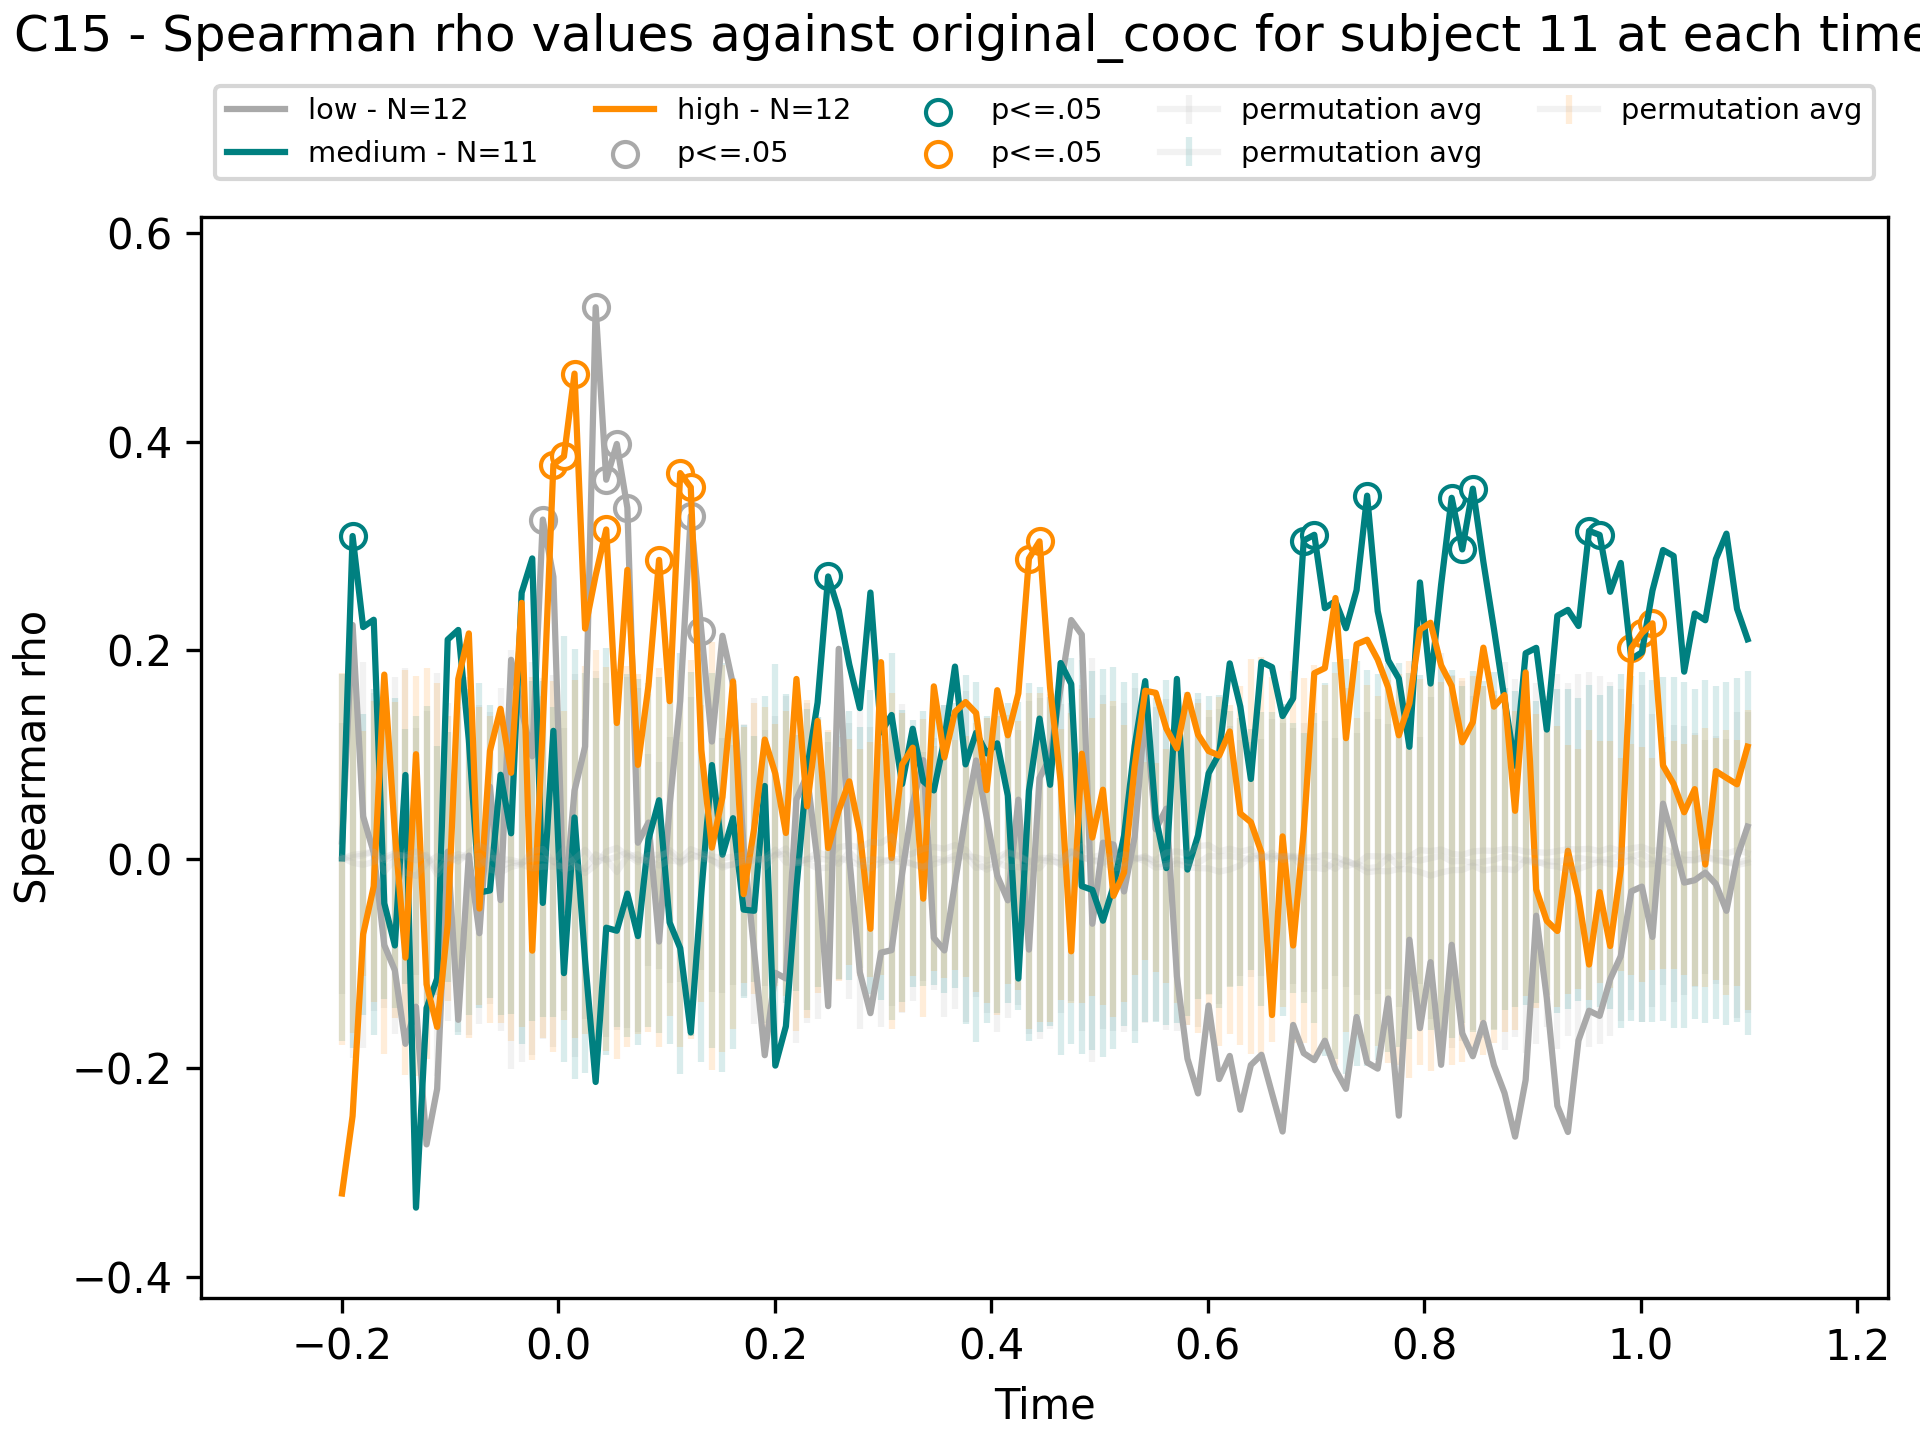 C15 - Spearman rho values against original_cooc for subject 11 at each time
low - N=12 high - N=12 p<=.05 permutation avg permutation avg
medium - N=11 p<=.05 p<=.05 permutation avg
0.6
0.4
0.2
0.0
−0.2
−0.4
Spearman rho
−0.2 0.0 0.2 0.4 0.6 0.8 1.0 1.2
Time